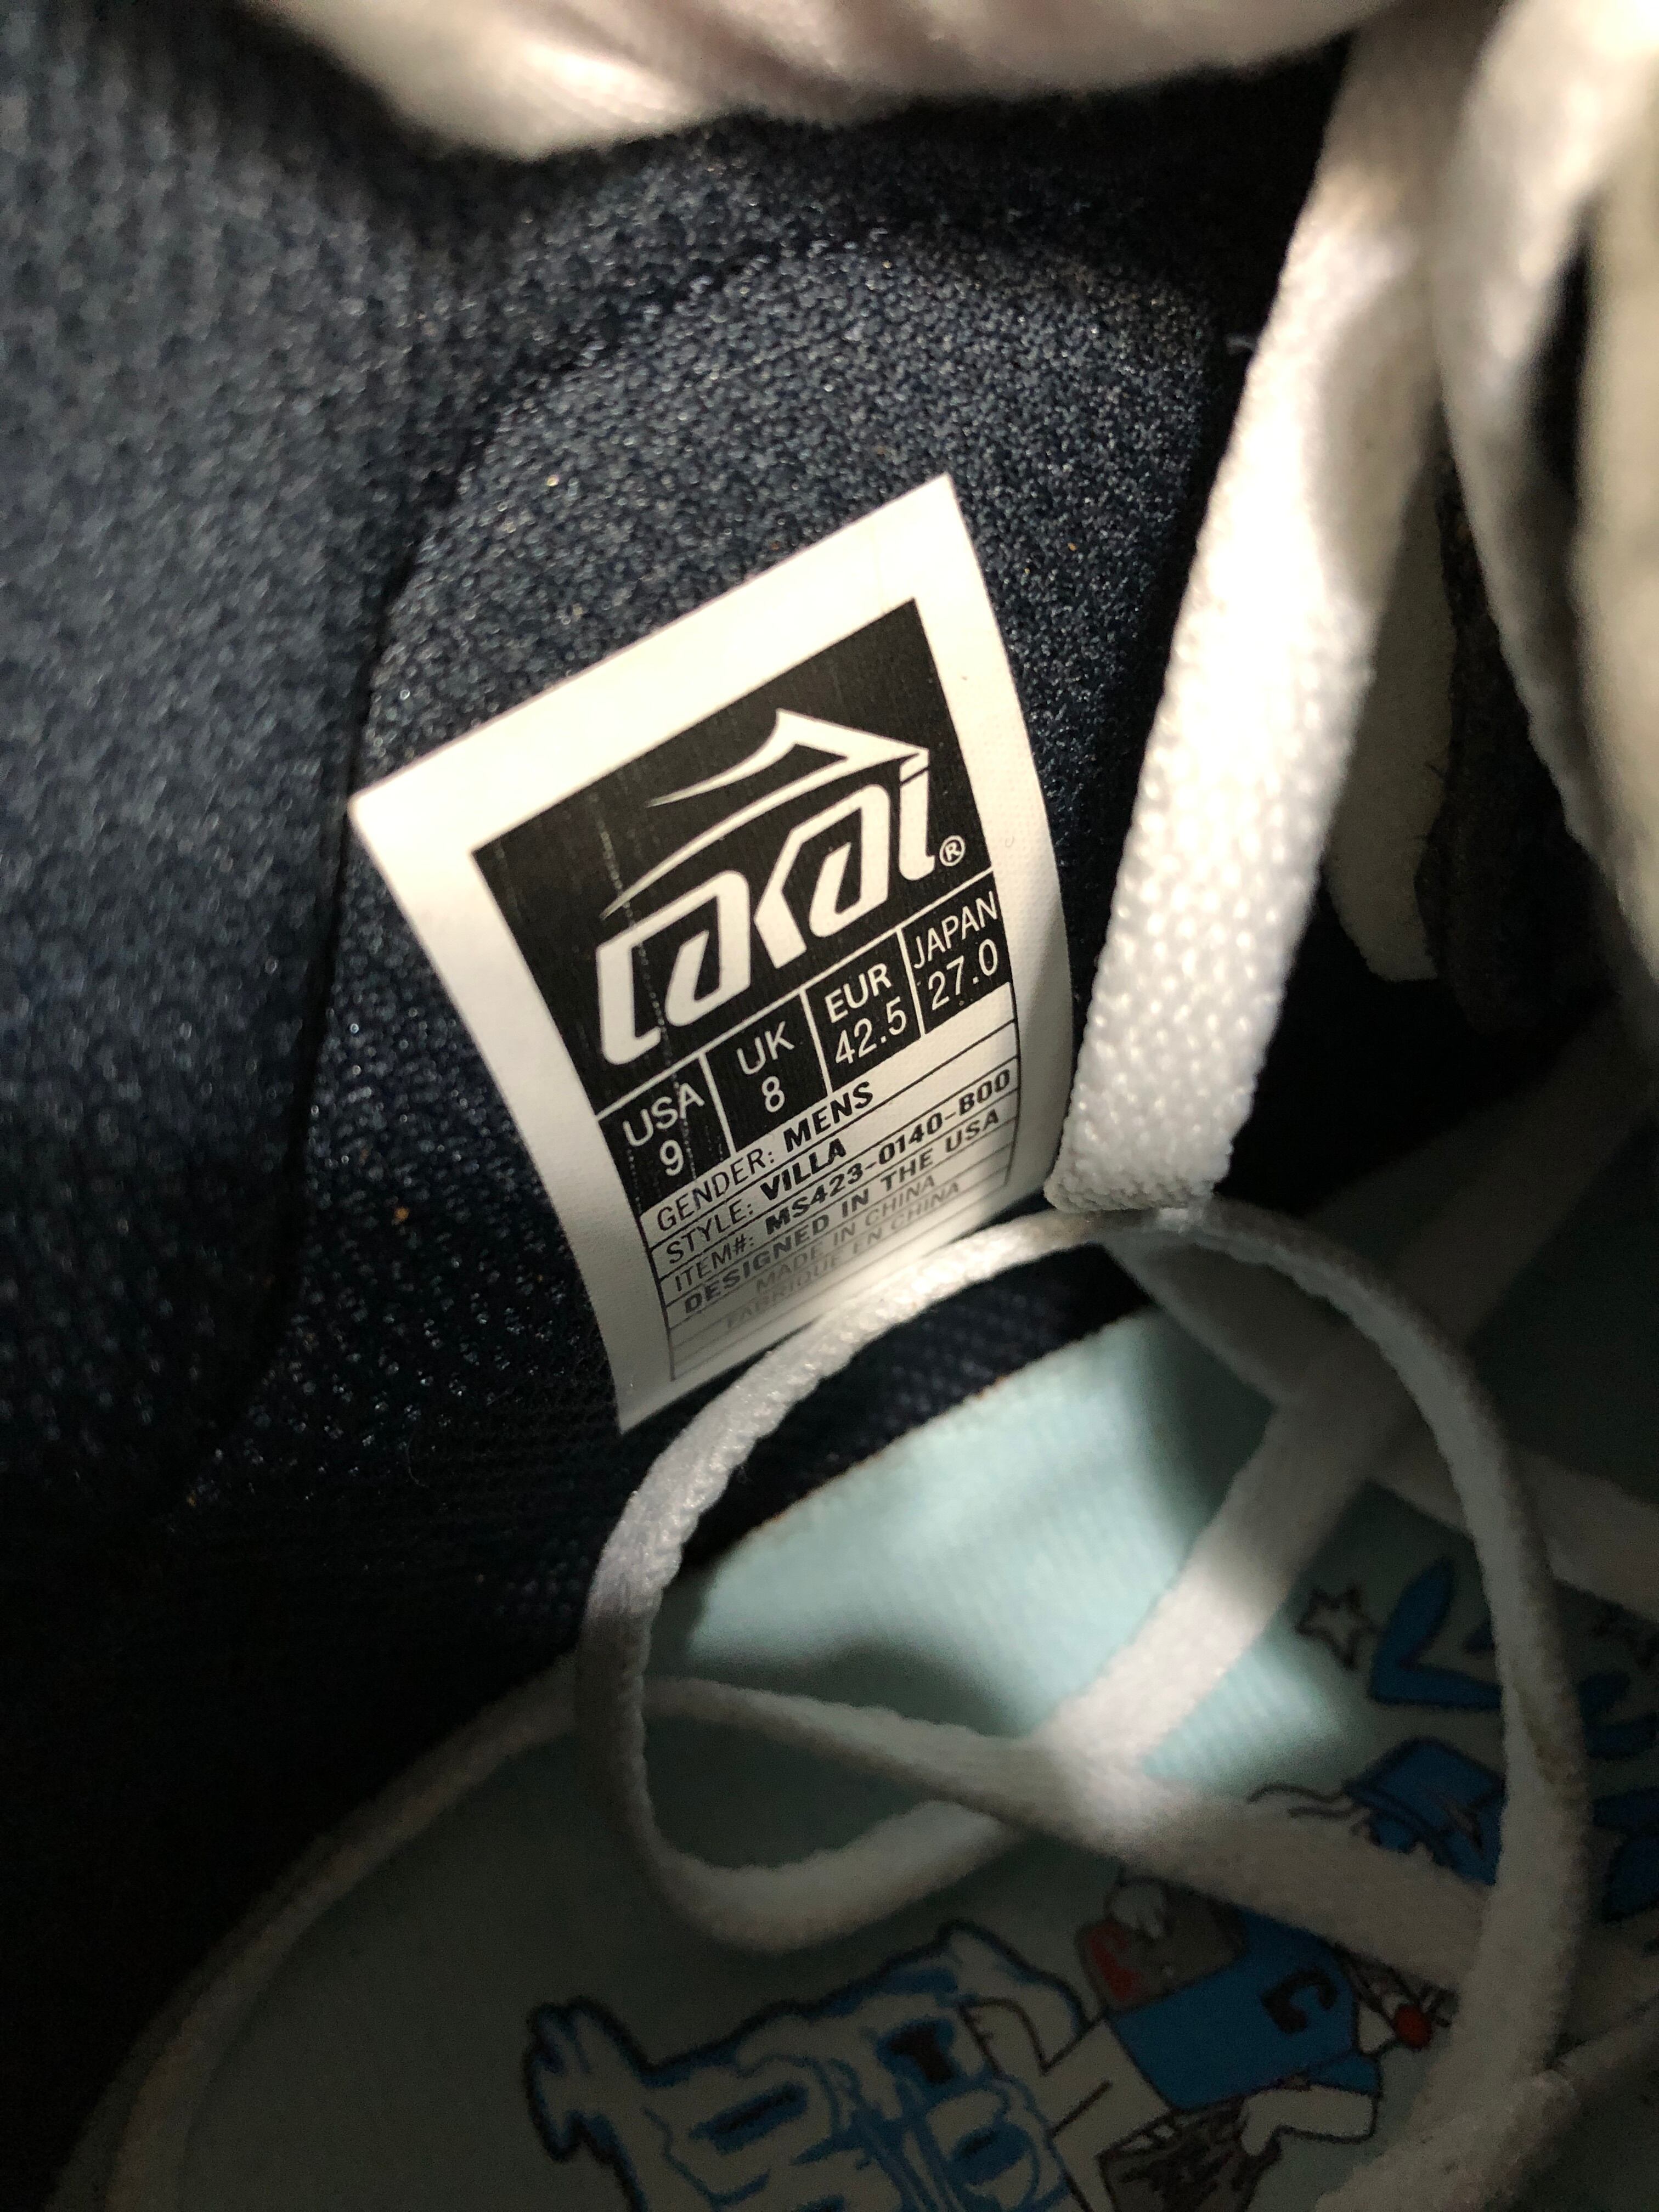 Lakai®
USA UK EUR JAPAN
9 8 42.5 27.0
GENDER: MENS
STYLE: VILLA
ITEM#: MS423-0140-B00
DESIGNED IN THE USA
MADE IN CHINA
FABRIQUE EN CHINA